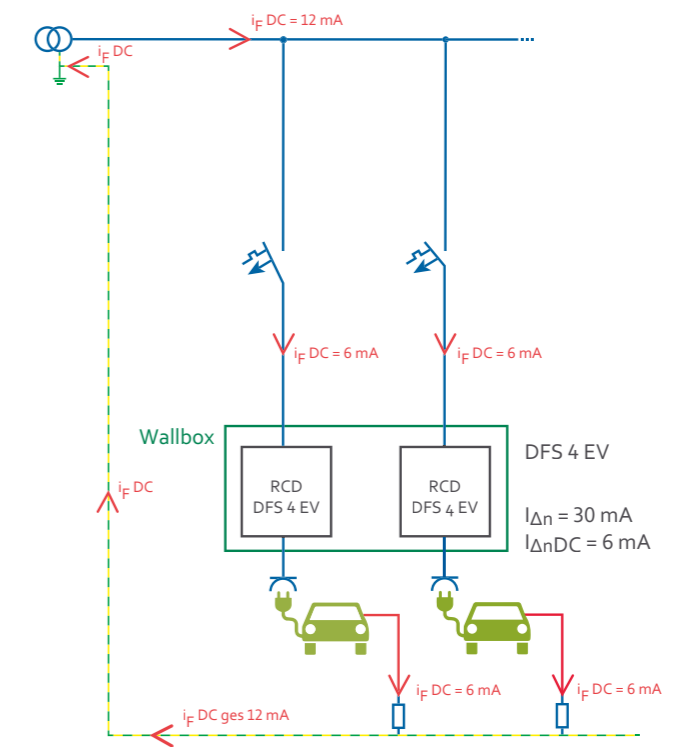 iF DC = 12 mA
iF DC
iF DC = 6 mA
iF DC = 6 mA
Wallbox
DFS 4 EV
RCD
DFS 4 EV
RCD
DFS 4 EV
iF DC
IΔn = 30 mA
IΔnDC = 6 mA
iF DC = 6 mA
iF DC = 6 mA
iF DC ges 12 mA